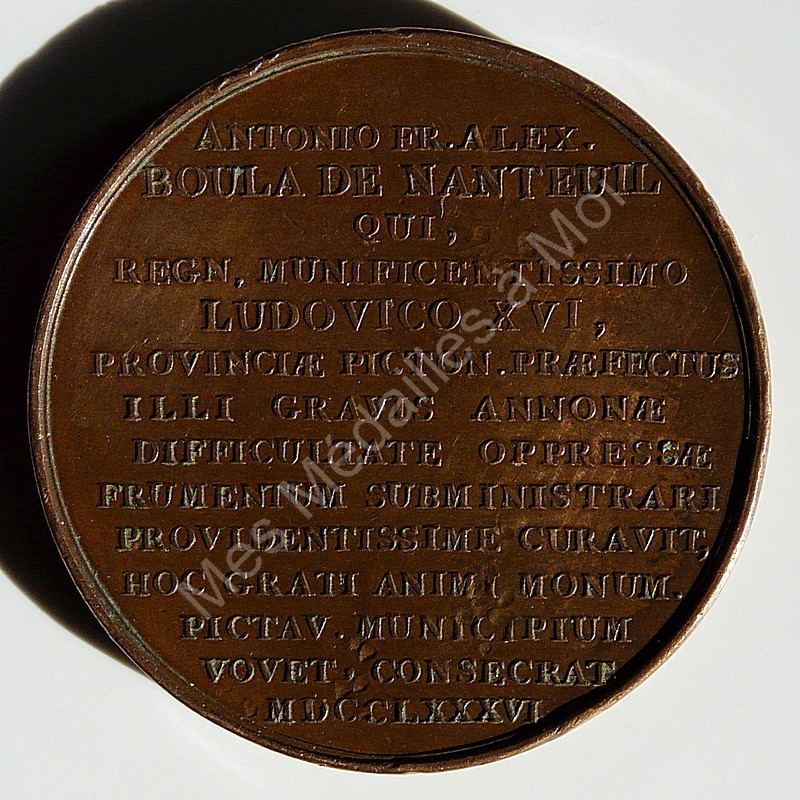 ANTONIO FR. ALEX.
BOULA DE NANTEUIL
QUI,
REGN. MUNIFICENTISSIMO
LUDOVICO XVI,
PROVINCIÆ PICTON. PRÆFECTUS
ILLI GRAVIS ANNONÆ
DIFFICULTATE OPPRESSÆ
FRUMENTUM SUBMINISTRARI
PROVIDENTISSIME CURAVIT,
HOC GRATI ANIMI MONUM.
PICTAV. MUNICIPIUM
VOVET, CONSECRAT
MDCCLXXXVI
Mes Médailles à Moi